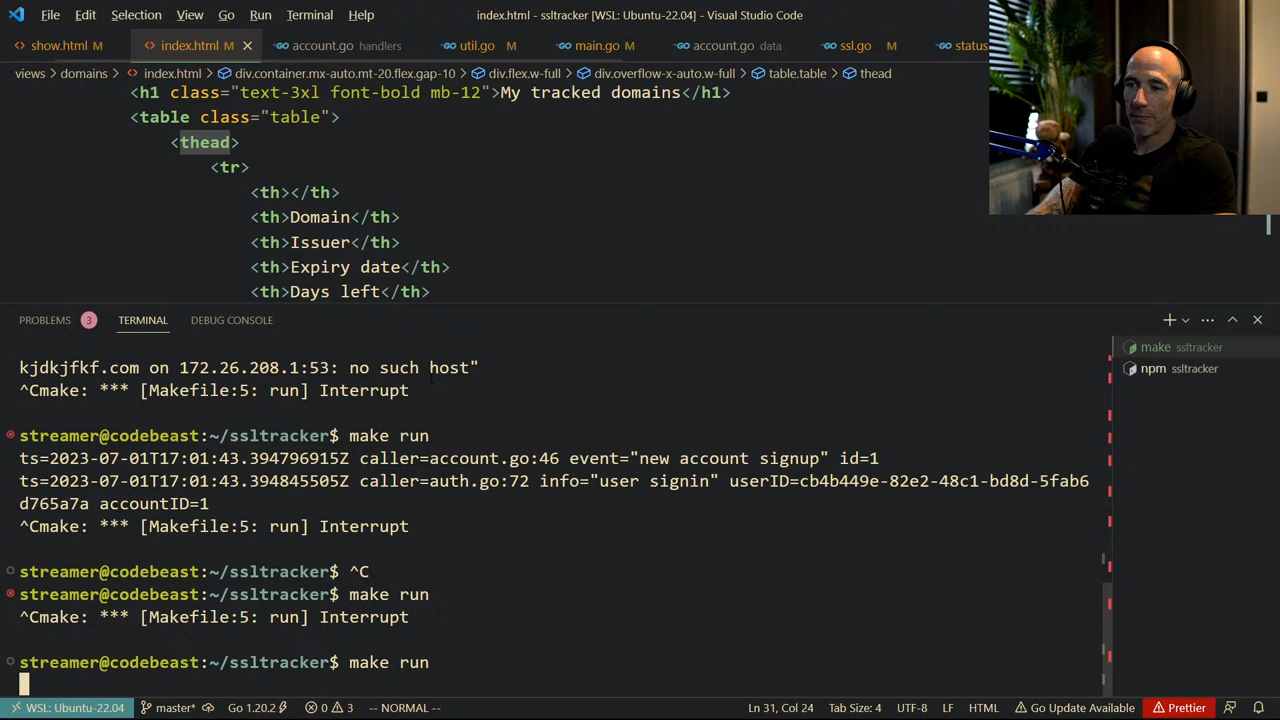 File Edit Selection View Go Run Terminal Help index.html - ssltracker [WSL: Ubuntu-22.04] - Visual Studio Code
show.html M index.html M account.go handlers util.go M main.go M account.go data ssl.go M status
views > domains > index.html > div.container.mx-auto.mt-20.flex.gap-10 > div.flex.w-full > div.overflow-x-auto.w-full > table.table > thead
<h1 class="text-3xl font-bold mb-12">My tracked domains</h1>
<table class="table">
<thead>
<tr>
<th></th>
<th>Domain</th>
<th>Issuer</th>
<th>Expiry date</th>
<th>Days left</th>
PROBLEMS 3 TERMINAL DEBUG CONSOLE
make ssltracker
npm ssltracker
kjdkjfkf.com on 172.26.208.1:53: no such host"
^Cmake: *** [Makefile:5: run] Interrupt
streamer@codebeast:~/ssltracker$ make run
ts=2023-07-01T17:01:43.394796915Z caller=account.go:46 event="new account signup" id=1
ts=2023-07-01T17:01:43.394845505Z caller=auth.go:72 info="user signin" userID=cb4b449e-82e2-48c1-bd8d-5fab6
d765a7a accountID=1
^Cmake: *** [Makefile:5: run] Interrupt
streamer@codebeast:~/ssltracker$ ^C
streamer@codebeast:~/ssltracker$ make run
^Cmake: *** [Makefile:5: run] Interrupt
streamer@codebeast:~/ssltracker$ make run
WSL: Ubuntu-22.04 master* Go 1.20.2 0 3 -- NORMAL -- Ln 31, Col 24 Tab Size: 4 UTF-8 LF HTML Go Update Available Prettier